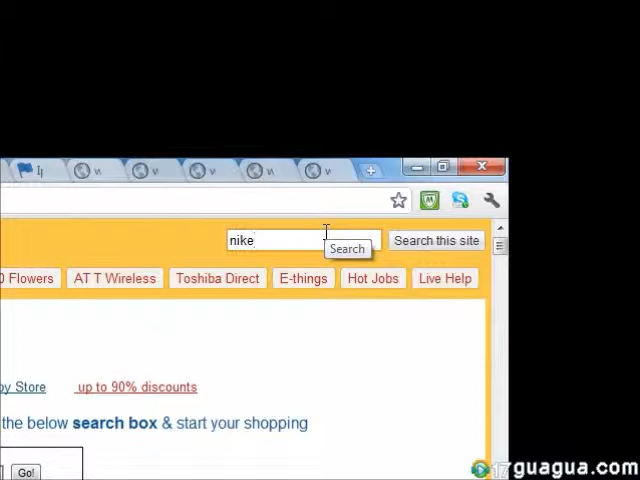 nike
Search this site
Search
0 Flowers
AT T Wireless
Toshiba Direct
E-things
Hot Jobs
Live Help
by Store
up to 90% discounts
the below search box & start your shopping
Go!
17guagua.com